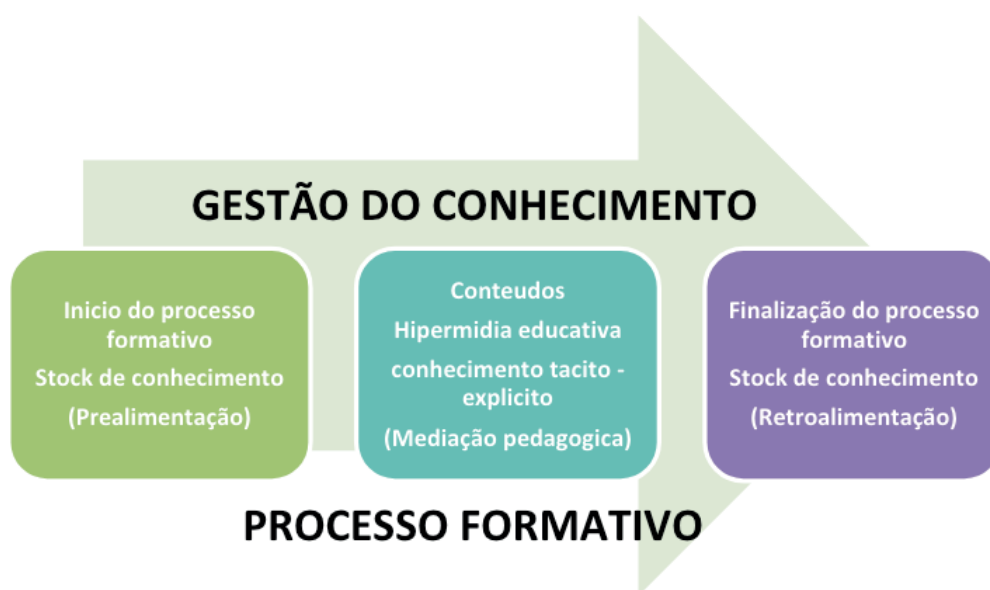 GESTÃO DO CONHECIMENTO
Inicio do processo
formativo
Stock de conhecimento
(Prealimentação)
Conteudos
Hipermidia educativa
conhecimento tacito -
explicito
(Mediação pedagogica)
Finalização do processo
formativo
Stock de conhecimento
(Retroalimentação)
PROCESSO FORMATIVO